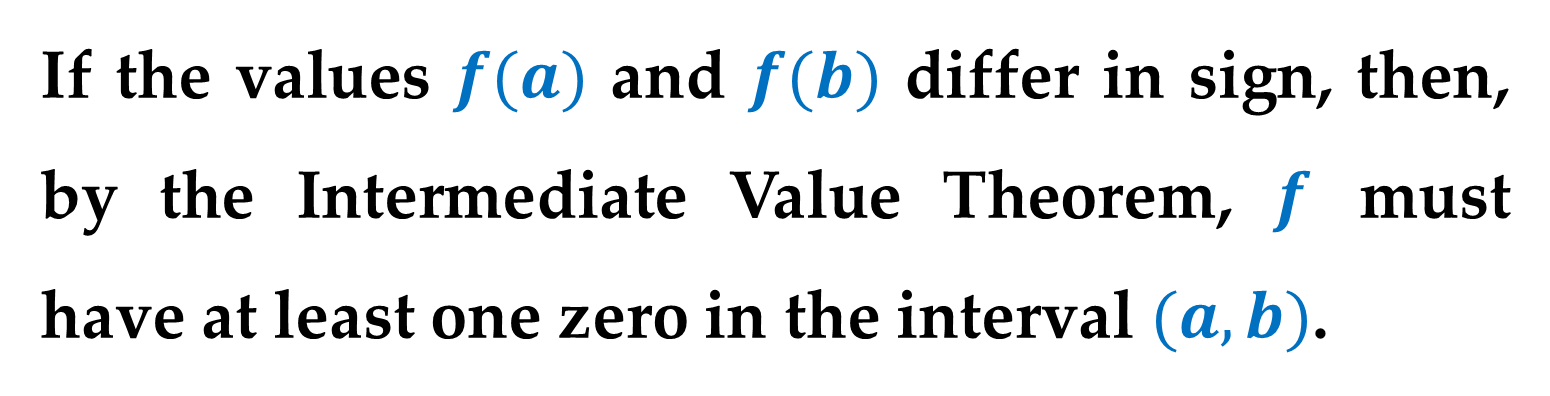 If the values f(a) and f(b) differ in sign, then,
by the Intermediate Value Theorem, f must
have at least one zero in the interval (a, b).